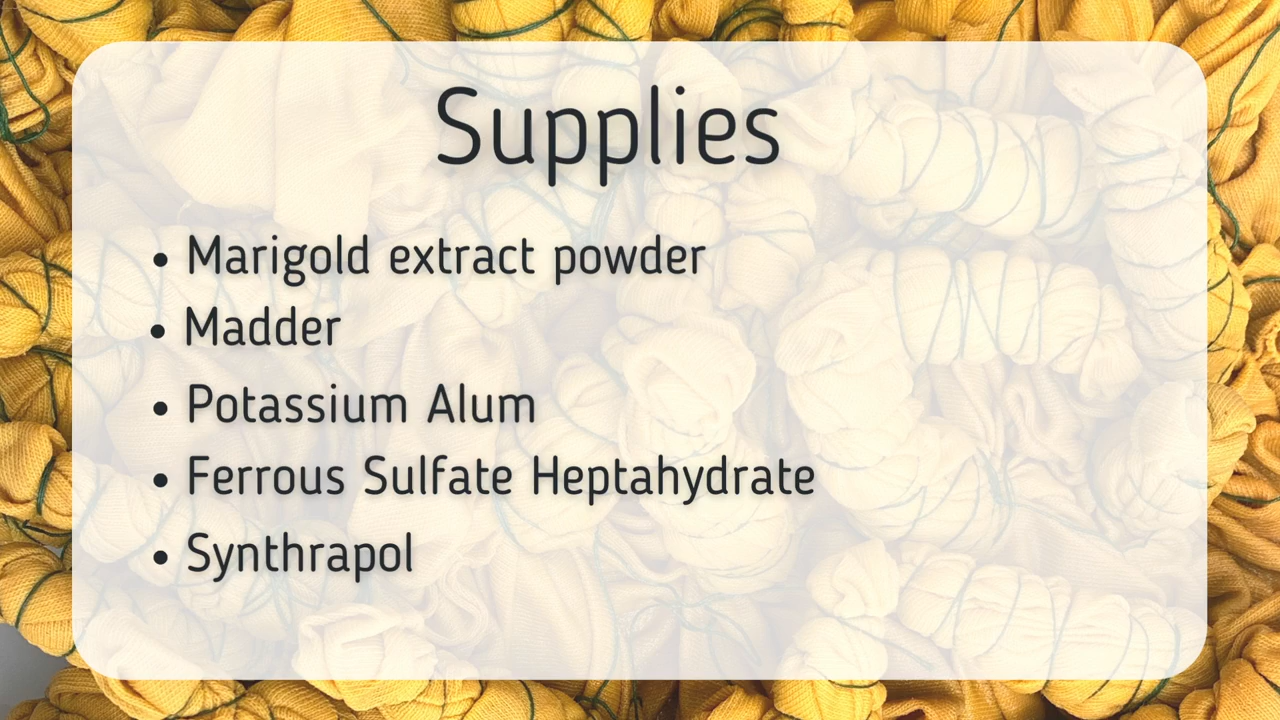 Supplies
• Marigold extract powder
• Madder
• Potassium Alum
• Ferrous Sulfate Heptahydrate
• Synthrapol